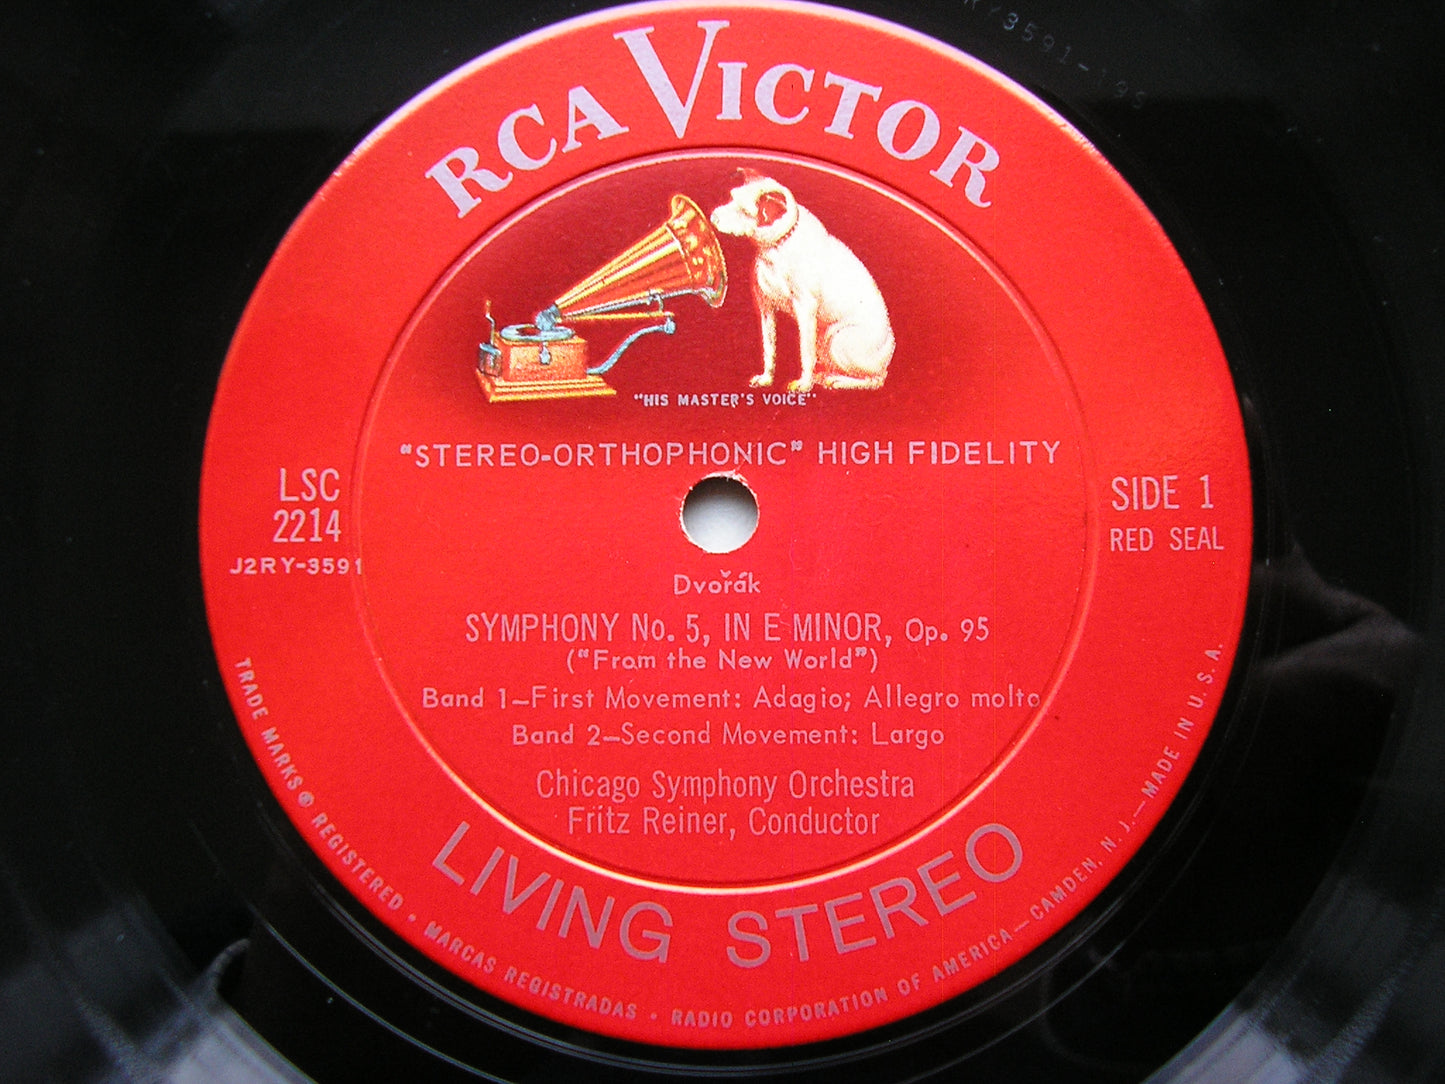 RCA VICTOR
"HIS MASTER'S VOICE"
"STEREO-ORTHOPHONIC" HIGH FIDELITY
LSC
2214
J2RY-3591
SIDE 1
RED SEAL
Dvořák
SYMPHONY No. 5, IN E MINOR, Op. 95
("From the New World")
Band 1—First Movement: Adagio; Allegro molto
Band 2—Second Movement: Largo
Chicago Symphony Orchestra
Fritz Reiner, Conductor
LIVING STEREO
TRADE MARKS ® REGISTERED • MARCAS REGISTRADAS • RADIO CORPORATION OF AMERICA—CAMDEN, N. J.—MADE IN U. S. A.